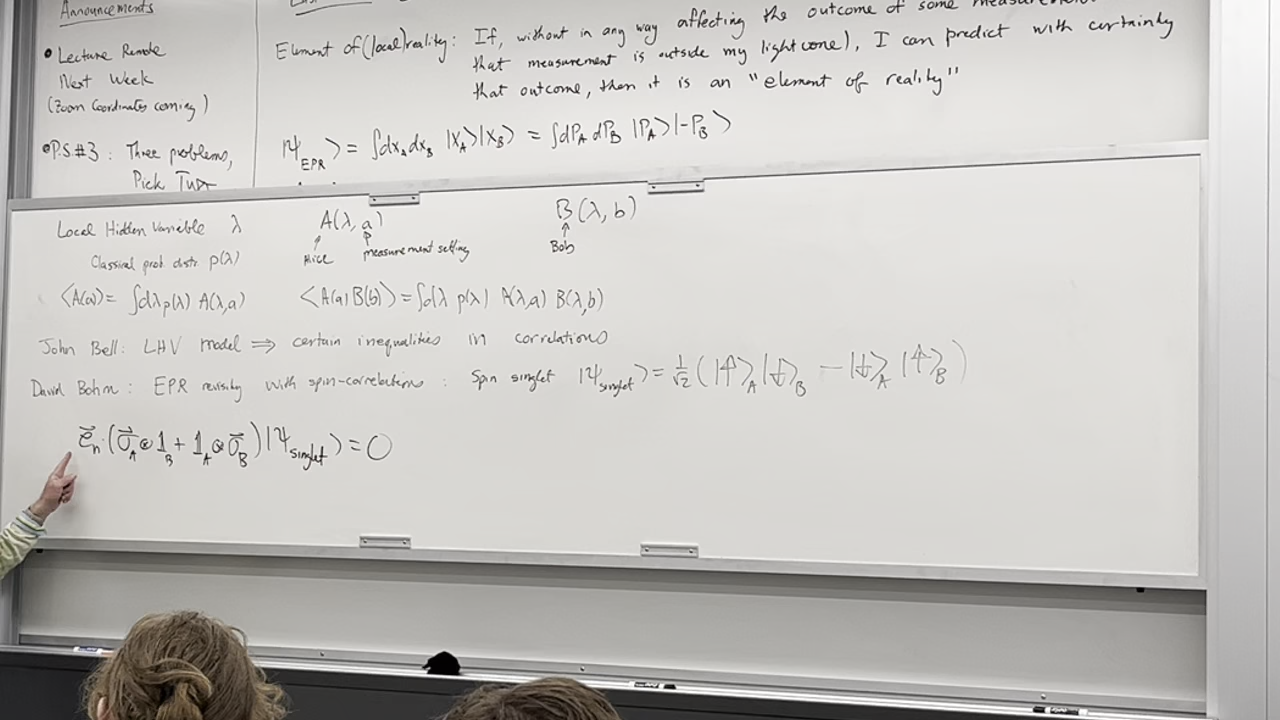 Announcements
• Lecture Remote
Next Week
(Zoom Coordinates coming)
• P.S #3 : Three problems,
Pick Two
Element of (local) reality: If, without in any way affecting the outcome of some measurement
that measurement is outside my light cone), I can predict with certainty
that outcome, then it is an "element of reality"
|Ψ_EPR⟩ = ∫dx_A dx_B |x_A⟩|x_B⟩ = ∫dP_A dP_B |P_A⟩|-P_B⟩
Local Hidden Variable λ A(λ, a) B(λ, b)
Alice measurement setting Bob
Classical prob. distr. p(λ)
⟨A(a)⟩ = ∫dλ p(λ) A(λ,a) ⟨A(a) B(b)⟩ = ∫dλ p(λ) A(λ,a) B(λ,b)
John Bell: LHV model ⇒ certain inequalities in correlations
David Bohm: EPR revisity with spin-correlations : Spin singlet |Ψ_singlet⟩ = 1/√2 (|↑⟩_A |↓⟩_B − |↓⟩_A |↑⟩_B)
e⃗_n·(σ⃗_A ⊗ 1_B + 1_A ⊗ σ⃗_B)|Ψ_singlet⟩ = 0